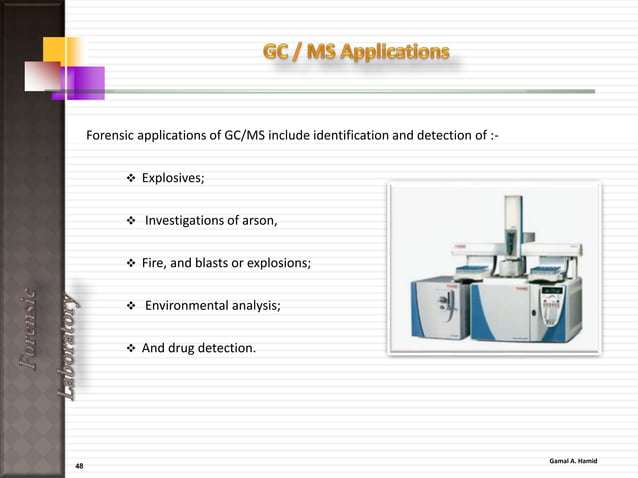 GC / MS Applications
Forensic applications of GC/MS include identification and detection of :-
❖ Explosives;
❖ Investigations of arson,
❖ Fire, and blasts or explosions;
❖ Environmental analysis;
❖ And drug detection.
Forensic
Laboratory
Gamal A. Hamid
48